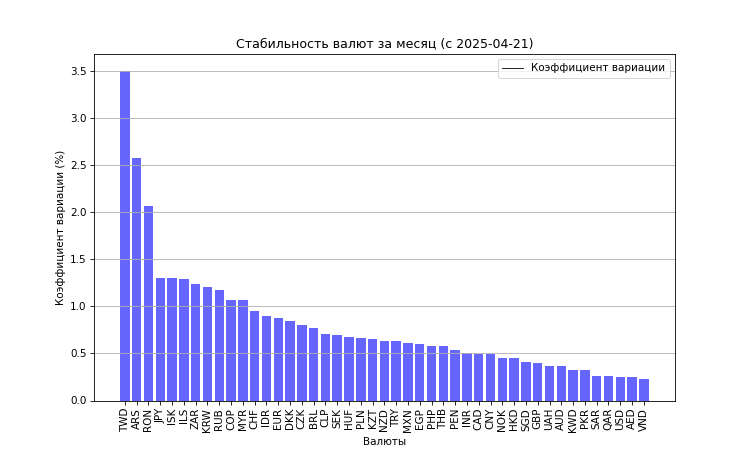 Стабильность валют за месяц (с 2025-04-21)
Коэффициент вариации
Коэффициент вариации (%)
3.5
3.0
2.5
2.0
1.5
1.0
0.5
0.0
TWD
ARS
RON
JPY
ISK
ILS
ZAR
KRW
RUB
COP
MYR
CHF
IDR
EUR
DKK
CZK
BRL
CLP
SEK
HUF
PLN
KZT
NZD
TRY
MXN
EGP
PHP
THB
PEN
INR
CAD
CNY
NOK
HKD
SGD
GBP
UAH
AUD
KWD
PKR
SAR
QAR
USD
AED
VND
Валюты